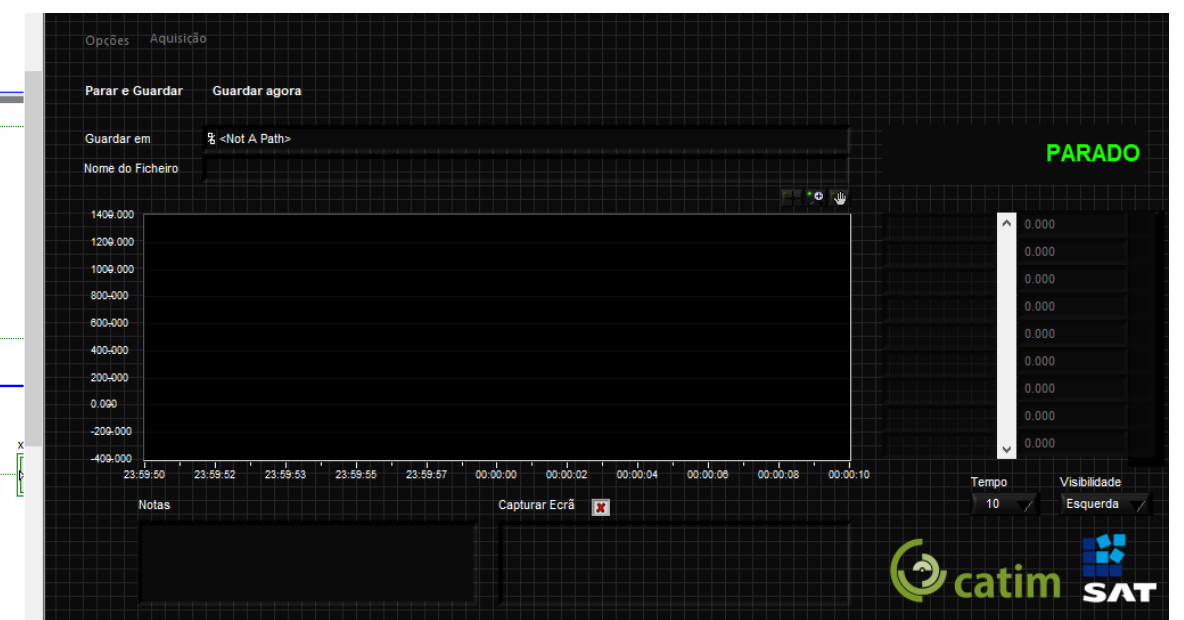 Opções Aquisição
Parar e Guardar Guardar agora
Guardar em <Not A Path>
Nome do Ficheiro
PARADO
1400.000
1200.000
1000.000
800.000
600.000
400.000
200.000
0.000
-200.000
-400.000
23:59:50 23:59:52 23:59:53 23:59:55 23:59:57 00:00:00 00:00:02 00:00:04 00:00:06 00:00:08 00:00:10
0.000
0.000
0.000
0.000
0.000
0.000
0.000
0.000
0.000
x
Tempo Visibilidade
10 Esquerda
Notas Capturar Ecrã
catim SAT